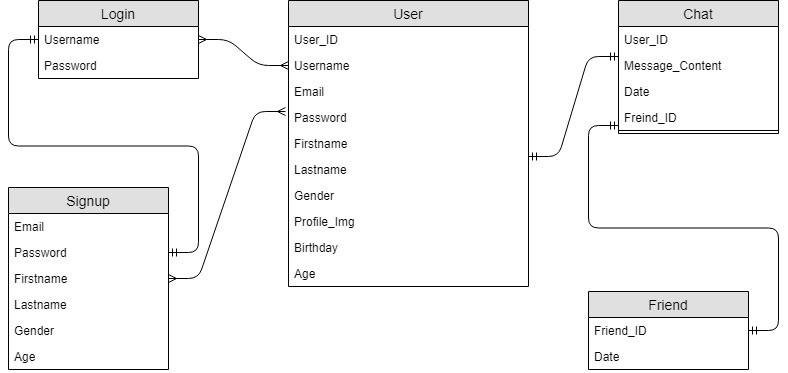 Login
Username
Password
User
User_ID
Username
Email
Password
Firstname
Lastname
Gender
Profile_Img
Birthday
Age
Chat
User_ID
Message_Content
Date
Freind_ID
Signup
Email
Password
Firstname
Lastname
Gender
Age
Friend
Friend_ID
Date